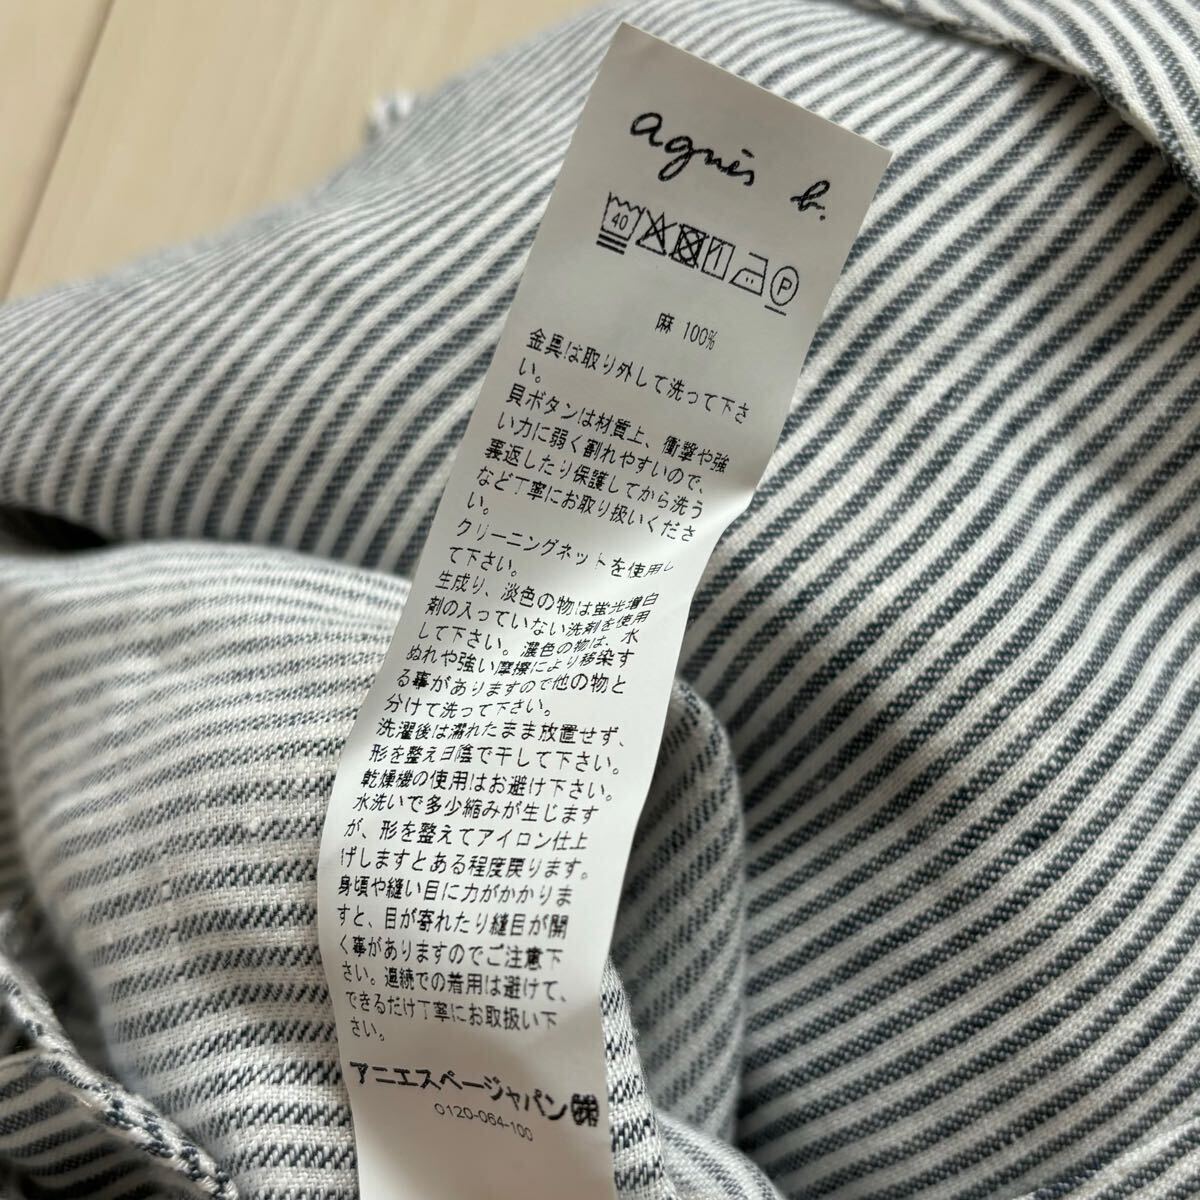 agnès b.
40 P
麻 100%
金具は取り外して洗って下さ
い。
貝ボタンは材質上、衝撃や強
い力に弱く割れやすいので、
裏返したり保護してから洗う
など丁寧にお取り扱いくださ
い。
クリーニングネットを使用し
て下さい。
生成り、淡色の物は蛍光増白
剤の入っていない洗剤を使用
して下さい。濃色の物は、水
ぬれや強い摩擦により移染す
る事がありますので他の物と
分けて洗って下さい。
洗濯後は濡れたまま放置せず、
形を整え日陰で干して下さい。
乾燥機の使用はお避け下さい。
水洗いで多少縮みが生じます
が、形を整えてアイロン仕上
げしますとある程度戻ります。
身頃や縫い目に力がかかりま
すと、目が寄れたり縫目が開
く事がありますのでご注意下
さい。連続での着用は避けて、
できるだけ丁寧にお取扱い下
さい。
アニエスベージャパン㈱
0120-064-100